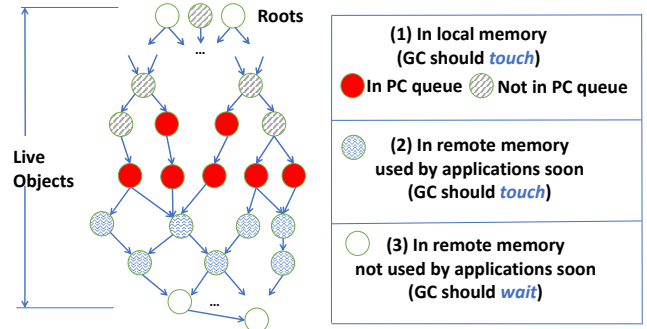 Roots
...
Live
Objects
...
(1) In local memory
(GC should touch)
In PC queue Not in PC queue
(2) In remote memory
used by applications soon
(GC should touch)
(3) In remote memory
not used by applications soon
(GC should wait)